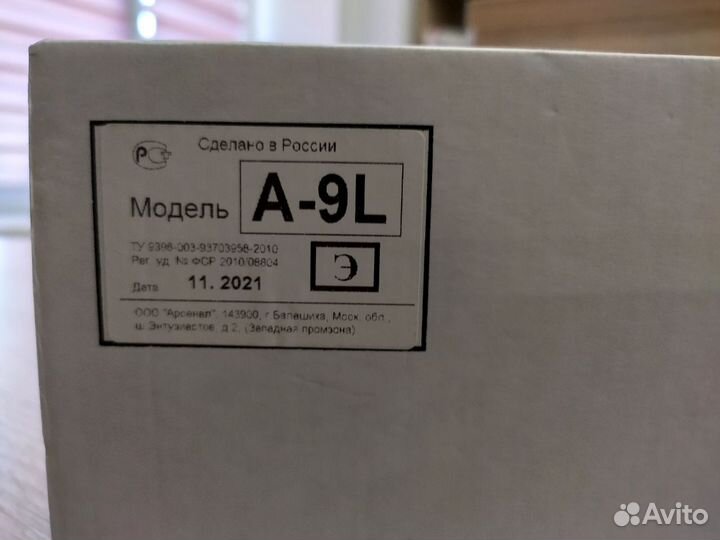 Сделано в России
Модель A-9L
ТУ 9398-003-93703958-2010
Рег. уд. № ФСР 2010/08804
Э
Дата 11. 2021
ООО "Арсенал", 143900, г.Балашиха, Моск. обл.,
ш. Энтузиастов, д.2, (Западная промзона)
Avito